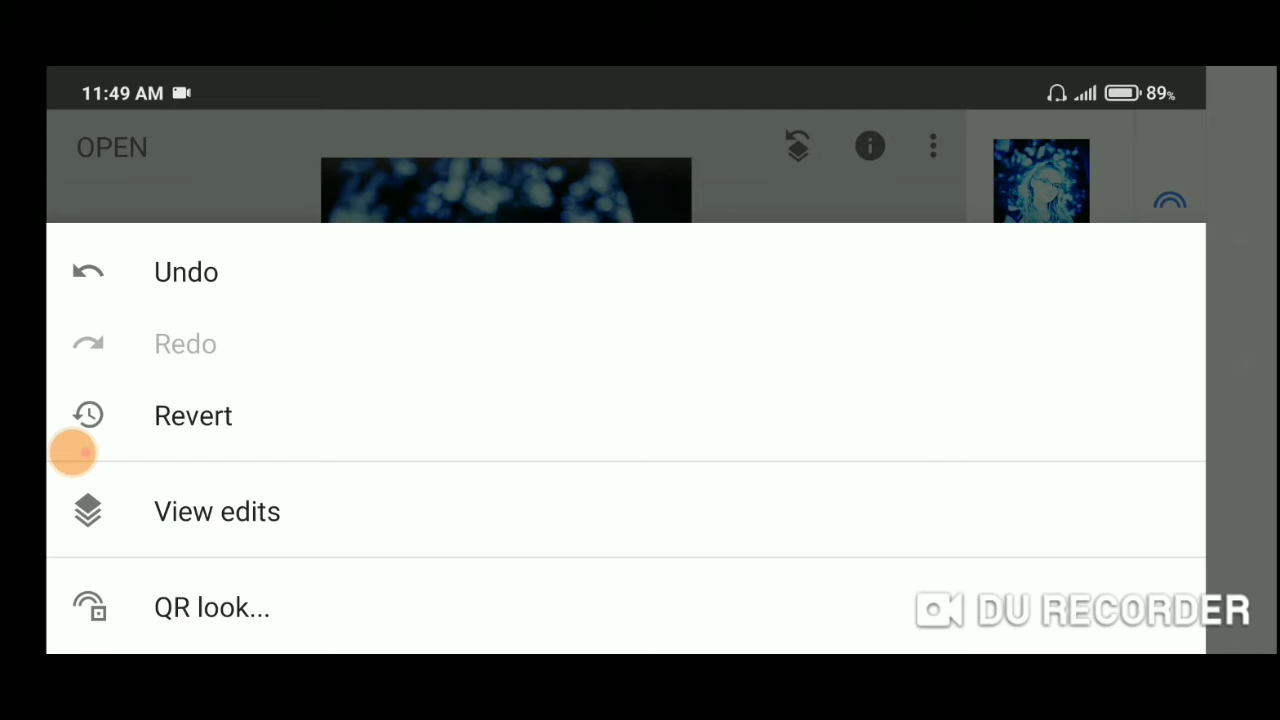 11:49 AM 89%
OPEN
Undo
Redo
Revert
View edits
QR look...
DU RECORDER